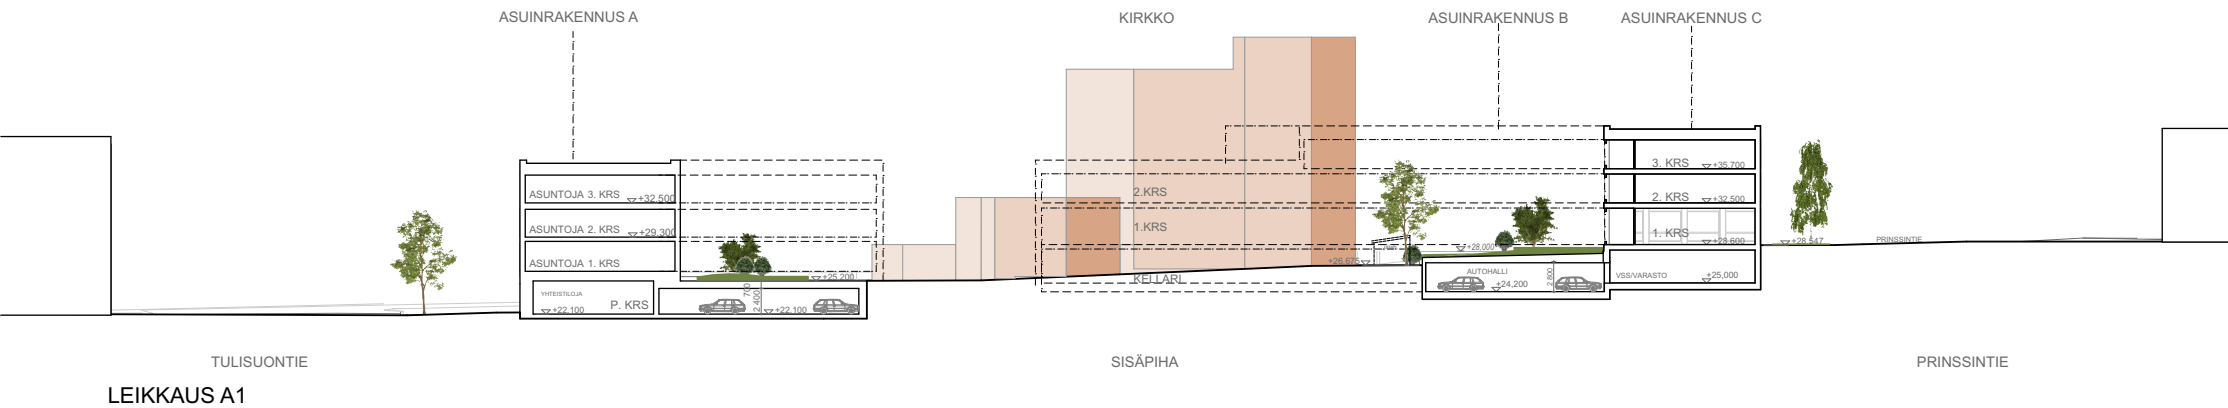 ASUINRAKENNUS A
KIRKKO
ASUINRAKENNUS B
ASUINRAKENNUS C
ASUNTOJA 3. KRS
+32,500
ASUNTOJA 2. KRS
+29,300
ASUNTOJA 1. KRS
+25,200
YHTEISTILOJA
+22,100
P. KRS
700
2 400
+22,100
2.KRS
1.KRS
KELLARI
+26,675
+28,000
AUTOHALLI
+24,200
2 800
3. KRS
+35,700
2. KRS
+32,500
1. KRS
+28,600
VSS/VARASTO
+25,000
+28,547
PRINSSINTIE
TULISUONTIE
SISÄPIHA
PRINSSINTIE
LEIKKAUS A1